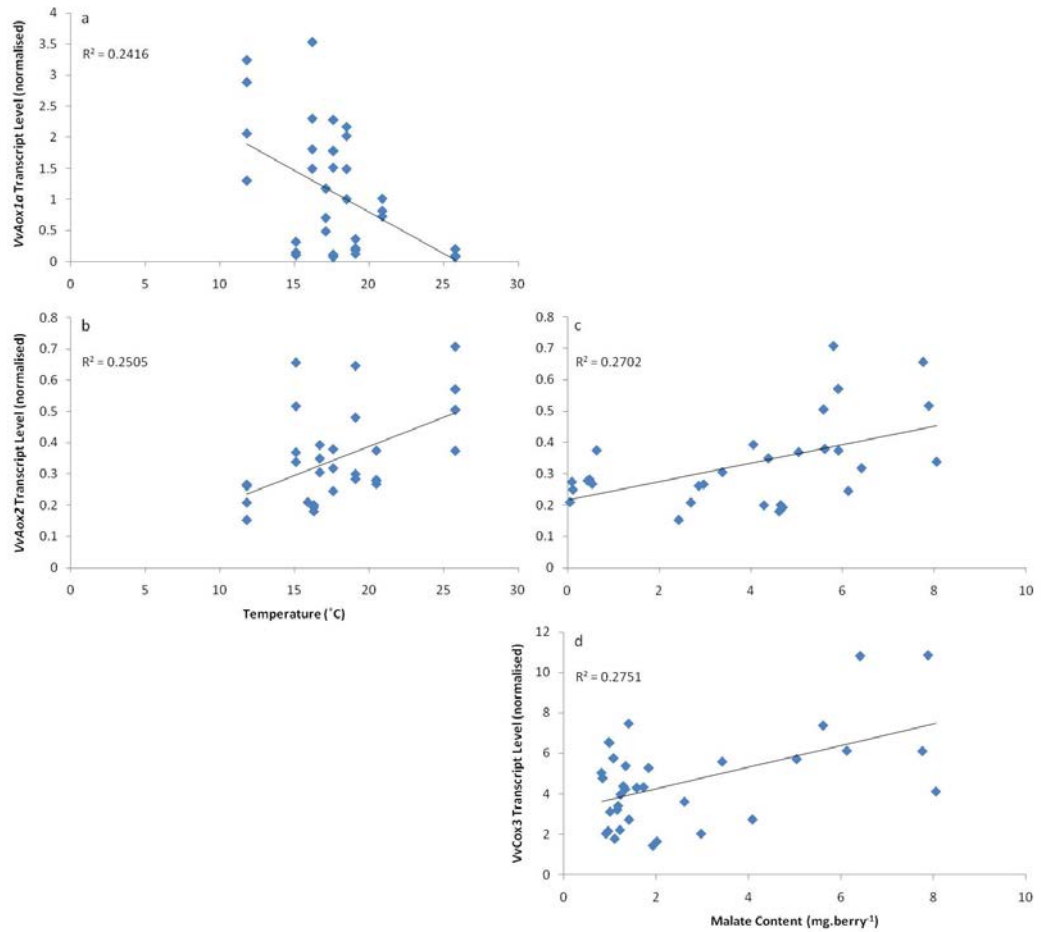 a
R² = 0.2416
VvAox1a Transcript Level (normalised)
4
3.5
3
2.5
2
1.5
1
0.5
0
0 5 10 15 20 25 30
b
R² = 0.2505
VvAox2 Transcript Level (normalised)
0.8
0.7
0.6
0.5
0.4
0.3
0.2
0.1
0
0 5 10 15 20 25 30
Temperature (˚C)
c
R² = 0.2702
0.8
0.7
0.6
0.5
0.4
0.3
0.2
0.1
0
0 2 4 6 8 10
d
R² = 0.2751
VvCox3 Transcript Level (normalised)
12
10
8
6
4
2
0
0 2 4 6 8 10
Malate Content (mg.berry⁻¹)